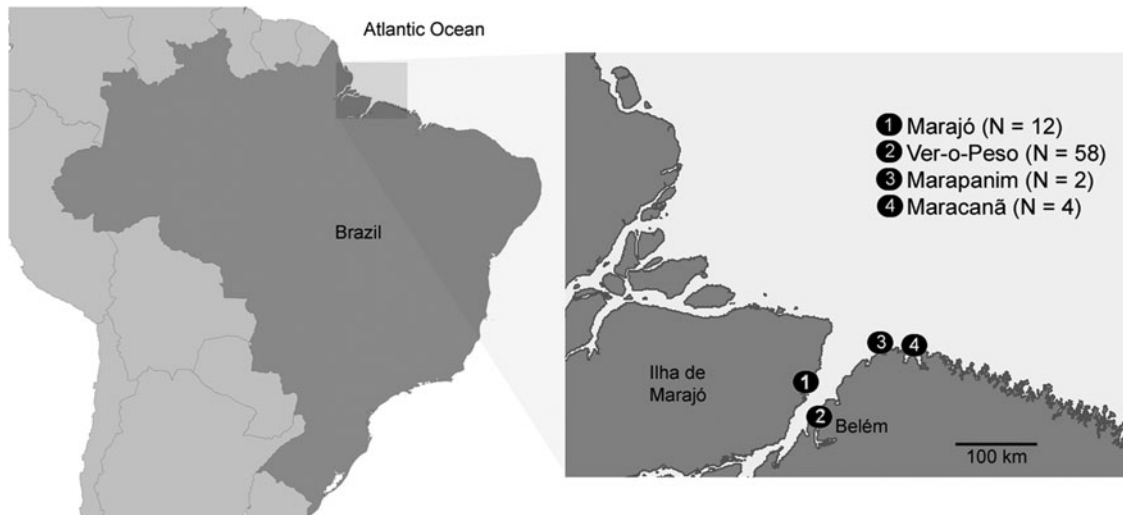 Atlantic Ocean
Brazil
1 Marajó (N = 12)
2 Ver-o-Peso (N = 58)
3 Marapanim (N = 2)
4 Maracanã (N = 4)
3
4
Ilha de
Marajó
1
2
Belém
100 km